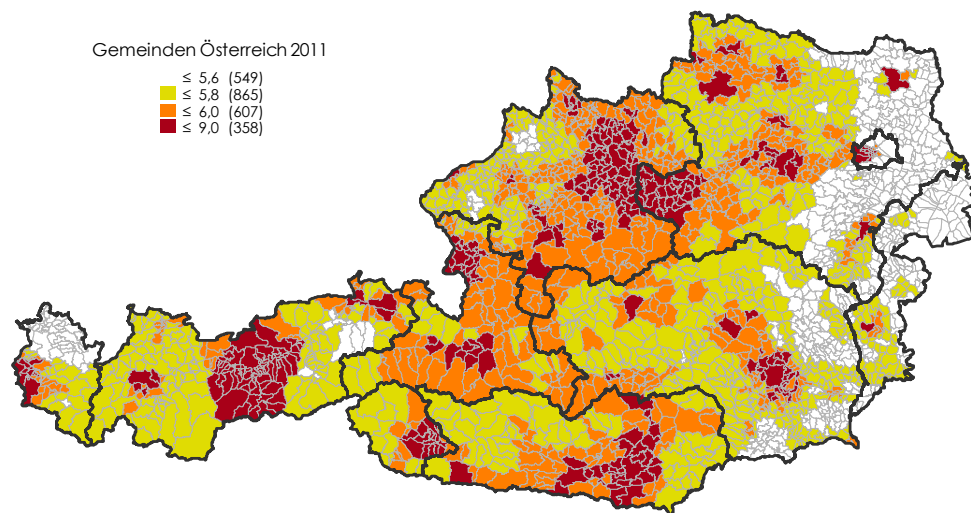 Gemeinden Österreich 2011
≤ 5,6 (549)
≤ 5,8 (865)
≤ 6,0 (607)
≤ 9,0 (358)